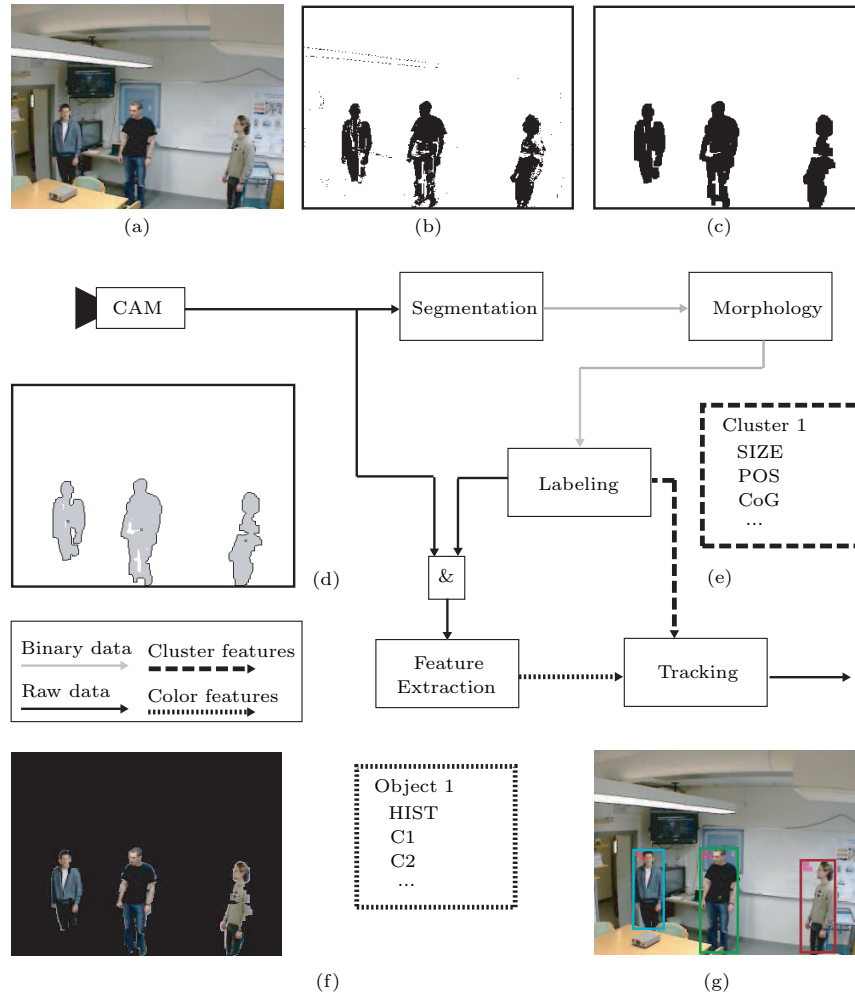 (a)
(b)
(c)
CAM
Segmentation
Morphology
Cluster 1
SIZE
POS
CoG
...
Labeling
(d)
(e)
&
Binary data
Cluster features
Raw data
Color features
Feature
Extraction
Tracking
Object 1
HIST
C1
C2
...
(f)
(g)